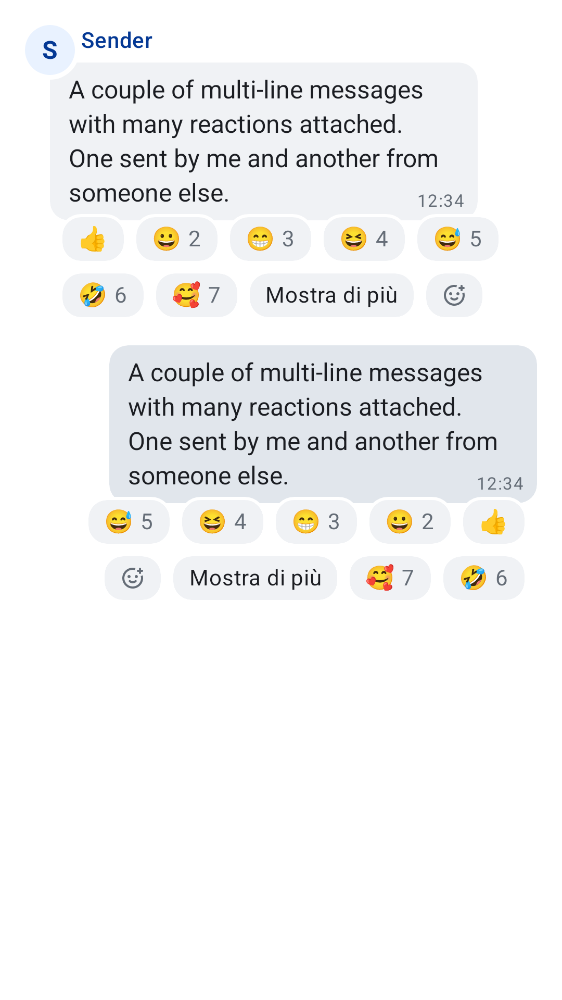 S
Sender
A couple of multi-line messages
with many reactions attached.
One sent by me and another from
someone else.
12:34
👍 😀 2 😁 3 😆 4 😅 5
🤣 6 🥰 7 Mostra di più
A couple of multi-line messages
with many reactions attached.
One sent by me and another from
someone else.
12:34
😅 5 😆 4 😁 3 😀 2 👍
Mostra di più 🥰 7 🤣 6